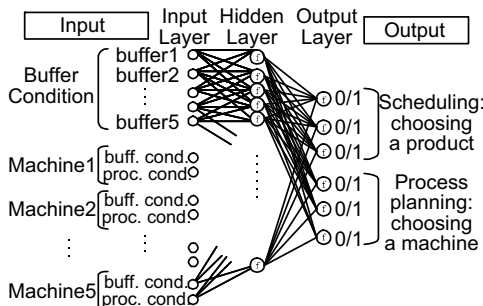 Input
Input Layer
Hidden Layer
Output Layer
Output
Buffer Condition
buffer1
buffer2
buffer5
Machine1
buff. cond.
proc. cond.
Machine2
buff. cond.
proc. cond.
Machine5
buff. cond.
proc. cond.
f
f
f
f
f
f
f 0/1
f 0/1
f 0/1
f 0/1
f 0/1
f 0/1
Scheduling:
choosing
a product
Process
planning:
choosing
a machine